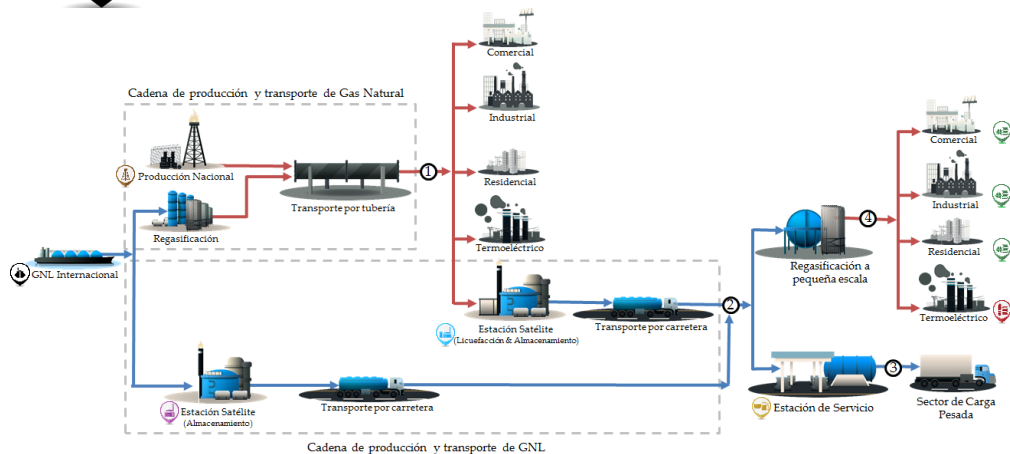 Cadena de producción y transporte de Gas Natural
Producción Nacional
Regasificación
Transporte por tubería
1
Comercial
Industrial
Residencial
Termoeléctrico
GNL Internacional
Estación Satélite
(Licuefacción & Almacenamiento)
Transporte por carretera
2
Estación Satélite
(Almacenamiento)
Transporte por carretera
Cadena de producción y transporte de GNL
Regasificación a
pequeña escala
4
Comercial
Industrial
Residencial
Termoeléctrico
Estación de Servicio
3
Sector de Carga
Pesada